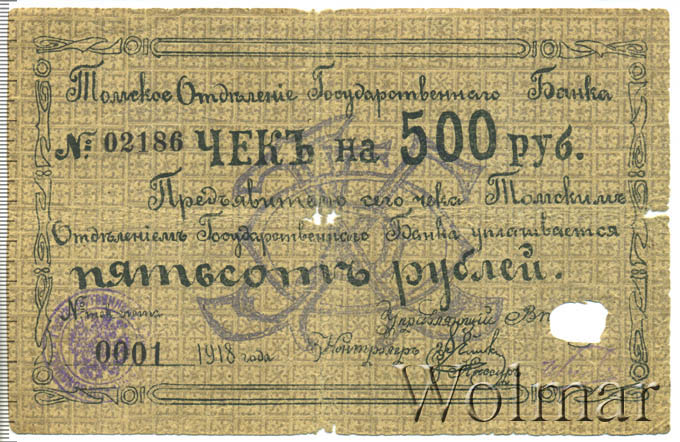 Томское Отдѣленіе Государственнаго Банка
№ 02186 ЧЕКЪ на 500 руб.
Предъявителю сего чека Томскимъ
Отдѣленіемъ Государственнаго Банка уплачивается
пятьсотъ рублей.
Управляющій
0001 1918 года Контролеръ
Wolmar